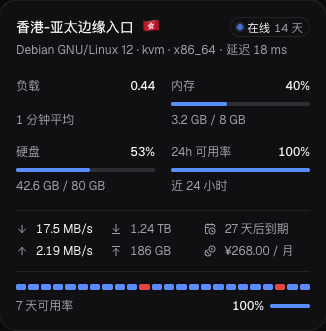 香港-亚太边缘入口 🇭🇰 在线 14 天
Debian GNU/Linux 12 · kvm · x86_64 · 延迟 18 ms
负载 0.44 内存 40%
1 分钟平均 3.2 GB / 8 GB
硬盘 53% 24h 可用率 100%
42.6 GB / 80 GB 近 24 小时
↓ 17.5 MB/s 1.24 TB 27 天后到期
↑ 2.19 MB/s 186 GB ¥268.00 / 月
7 天可用率 100%